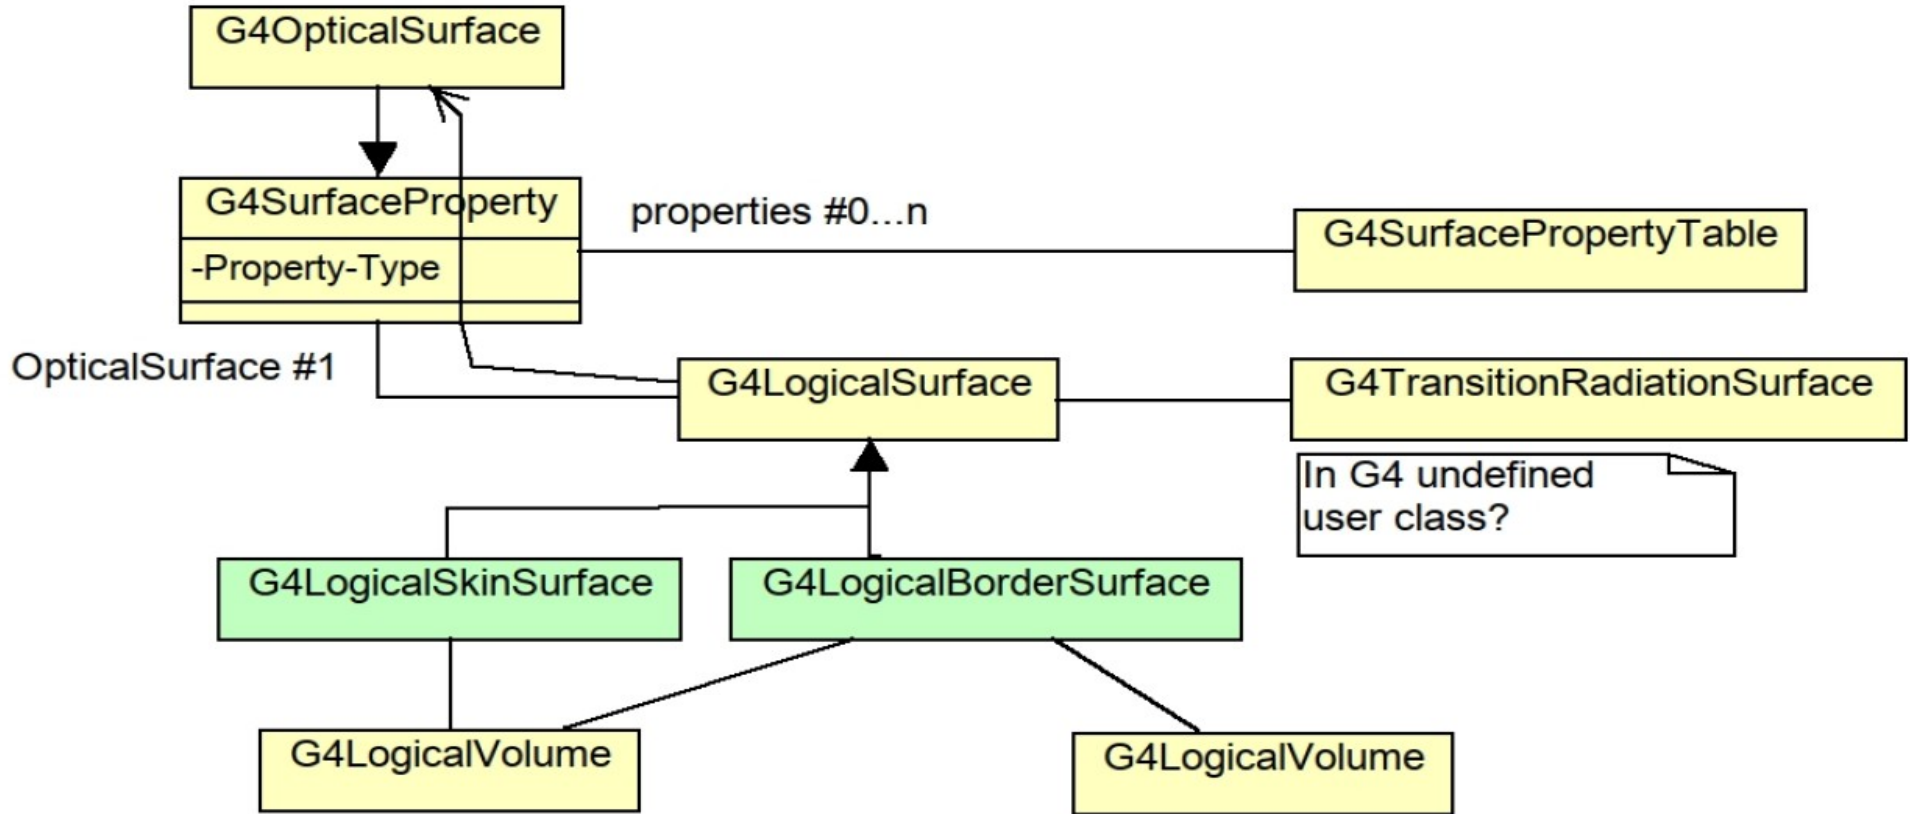 G4OpticalSurface
G4SurfaceProperty
-Property-Type
properties #0...n
G4SurfacePropertyTable
OpticalSurface #1
G4LogicalSurface
G4TransitionRadiationSurface
In G4 undefined
user class?
G4LogicalSkinSurface
G4LogicalBorderSurface
G4LogicalVolume
G4LogicalVolume